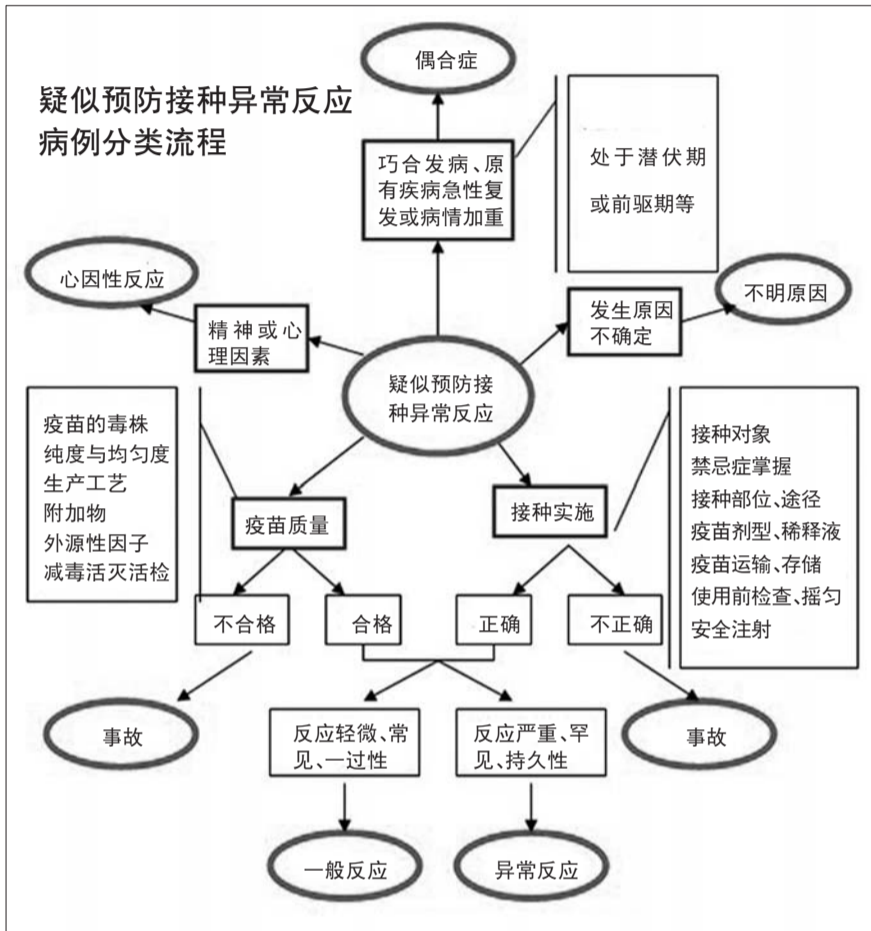 疑似预防接种异常反应
病例分类流程
偶合症
巧合发病、原
有疾病急性复
发或病情加重
处于潜伏期
或前驱期等
心因性反应
精神或心
理因素
发生原因
不确定
不明原因
疑似预防接
种异常反应
疫苗的毒株
纯度与均匀度
生产工艺
附加物
外源性因子
减毒活灭活检
疫苗质量
接种实施
接种对象
禁忌症掌握
接种部位、途径
疫苗剂型、稀释液
疫苗运输、存储
使用前检查、摇匀
安全注射
不合格
合格
正确
不正确
事故
反应轻微、常
见、一过性
反应严重、罕
见、持久性
事故
一般反应
异常反应